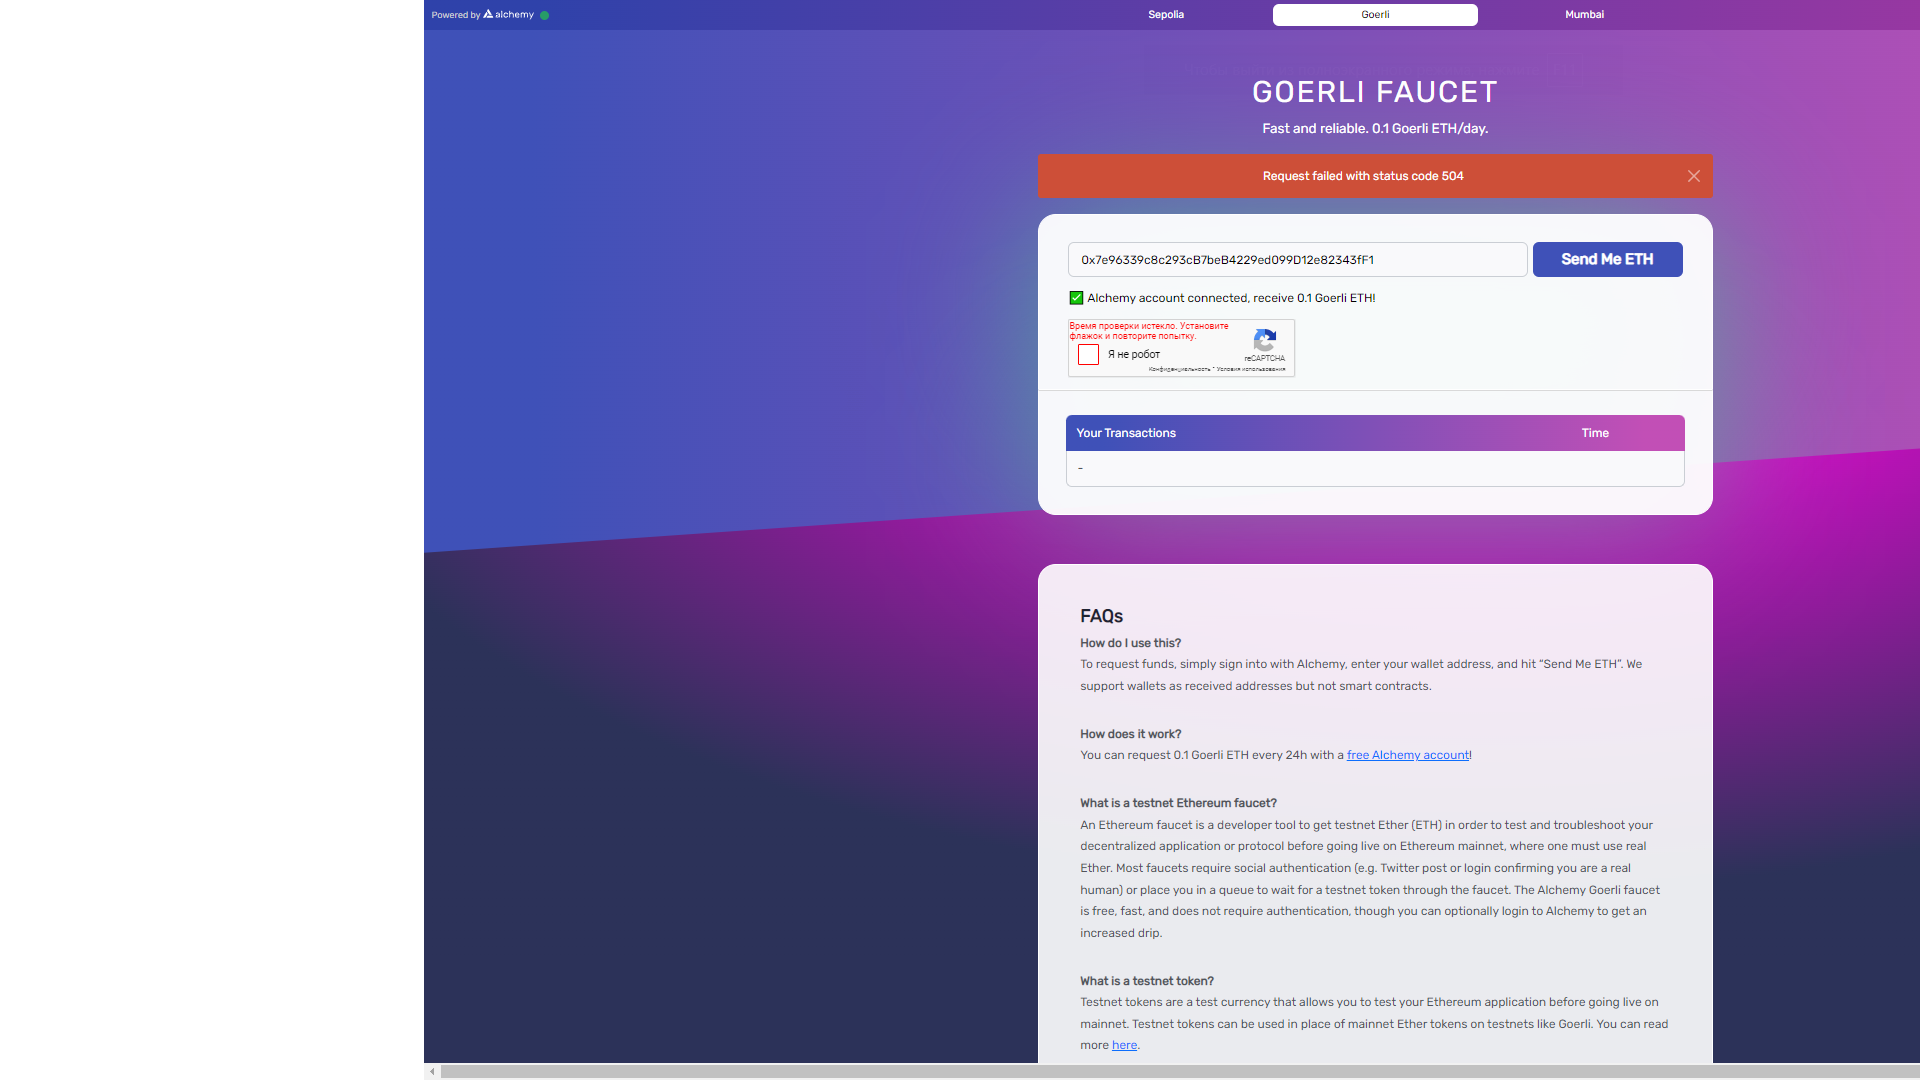 Powered by alchemy
Sepolia
Goerli
Mumbai
GOERLI FAUCET
Fast and reliable. 0.1 Goerli ETH/day.
Request failed with status code 504
0x7e96339c8c293cB7beB4229ed099D12e82343fF1
Send Me ETH
Alchemy account connected, receive 0.1 Goerli ETH!
Время проверки истекло. Установите
флажок и повторите попытку.
Я не робот
reCAPTCHA
Конфиденциальность - Условия использования
Your Transactions
Time
-
FAQs
How do I use this?
To request funds, simply sign into with Alchemy, enter your wallet address, and hit “Send Me ETH”. We
support wallets as received addresses but not smart contracts.
How does it work?
You can request 0.1 Goerli ETH every 24h with a free Alchemy account!
What is a testnet Ethereum faucet?
An Ethereum faucet is a developer tool to get testnet Ether (ETH) in order to test and troubleshoot your
decentralized application or protocol before going live on Ethereum mainnet, where one must use real
Ether. Most faucets require social authentication (e.g. Twitter post or login confirming you are a real
human) or place you in a queue to wait for a testnet token through the faucet. The Alchemy Goerli faucet
is free, fast, and does not require authentication, though you can optionally login to Alchemy to get an
increased drip.
What is a testnet token?
Testnet tokens are a test currency that allows you to test your Ethereum application before going live on
mainnet. Testnet tokens can be used in place of mainnet Ether tokens on testnets like Goerli. You can read
more here.